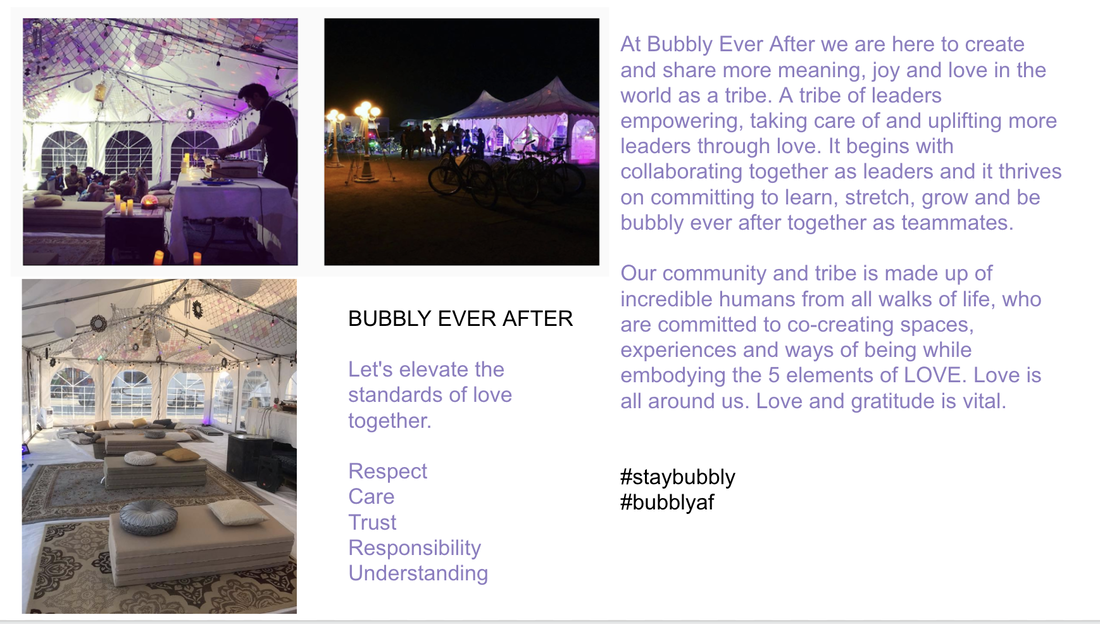 At Bubbly Ever After we are here to create
and share more meaning, joy and love in the
world as a tribe. A tribe of leaders
empowering, taking care of and uplifting more
leaders through love. It begins with
collaborating together as leaders and it thrives
on committing to learn, stretch, grow and be
bubbly ever after together as teammates.
Our community and tribe is made up of
incredible humans from all walks of life, who
are committed to co-creating spaces,
experiences and ways of being while
embodying the 5 elements of LOVE. Love is
all around us. Love and gratitude is vital.
#staybubbly
#bubblyaf
BUBBLY EVER AFTER
Let's elevate the
standards of love
together.
Respect
Care
Trust
Responsibility
Understanding